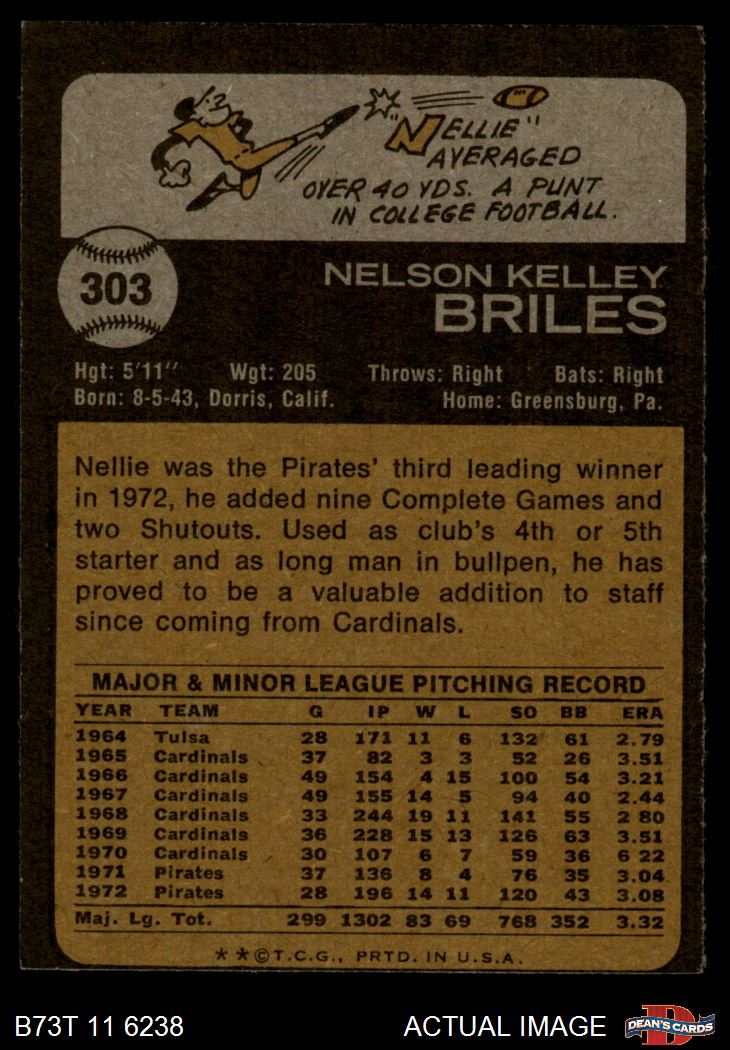 "NELLIE"
AVERAGED
OVER 40 YDS. A PUNT
IN COLLEGE FOOTBALL.
303
NELSON KELLEY
BRILES
Hgt: 5'11" Wgt: 205 Throws: Right Bats: Right
Born: 8-5-43, Dorris, Calif. Home: Greensburg, Pa.
Nellie was the Pirates' third leading winner
in 1972, he added nine Complete Games and
two Shutouts. Used as club's 4th or 5th
starter and as long man in bullpen, he has
proved to be a valuable addition to staff
since coming from Cardinals.
MAJOR & MINOR LEAGUE PITCHING RECORD
YEAR TEAM G IP W L SO BB ERA
1964 Tulsa 28 171 11 6 132 61 2.79
1965 Cardinals 37 82 3 3 52 26 3.51
1966 Cardinals 49 154 4 15 100 54 3.21
1967 Cardinals 49 155 14 5 94 40 2.44
1968 Cardinals 33 244 19 11 141 55 2 80
1969 Cardinals 36 228 15 13 126 63 3.51
1970 Cardinals 30 107 6 7 59 36 6 22
1971 Pirates 37 136 8 4 76 35 3.04
1972 Pirates 28 196 14 11 120 43 3.08
Maj. Lg. Tot. 299 1302 83 69 768 352 3.32
**©T.C.G., PRTD. IN U.S.A.
B73T 11 6238 ACTUAL IMAGE D DEAN'S CARDS